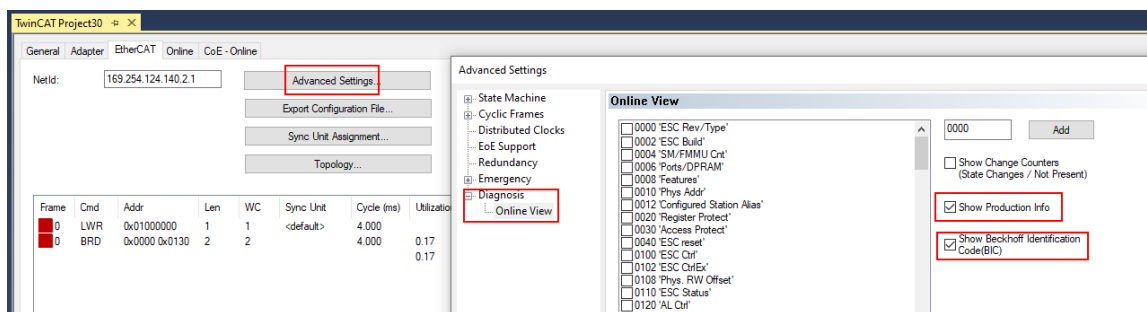 TwinCAT Project30
General Adapter EtherCAT Online CoE - Online
NetId: 169.254.124.140.2.1
Advanced Settings...
Export Configuration File...
Sync Unit Assignment...
Topology...
Frame Cmd Addr Len WC Sync Unit Cycle (ms) Utilizatio
0 LWR 0x01000000 1 1 <default> 4.000
0 BRD 0x0000 0x0130 2 2 4.000 0.17
0.17
Advanced Settings
State Machine
Cyclic Frames
Distributed Clocks
EoE Support
Redundancy
Emergency
Diagnosis
Online View
Online View
0000 'ESC Rev/Type'
0002 'ESC Build'
0004 'SM/FMMU Cnt'
0006 'Ports/DPRAM'
0008 'Features'
0010 'Phys Addr'
0012 'Configured Station Alias'
0020 'Register Protect'
0030 'Access Protect'
0040 'ESC reset'
0100 'ESC Ctrl'
0102 'ESC CtrlEx'
0108 'Phys. RW Offset'
0110 'ESC Status'
0120 'AL Ctrl'
0000 Add
Show Change Counters
(State Changes / Not Present)
Show Production Info
Show Beckhoff Identification
Code(BIC)